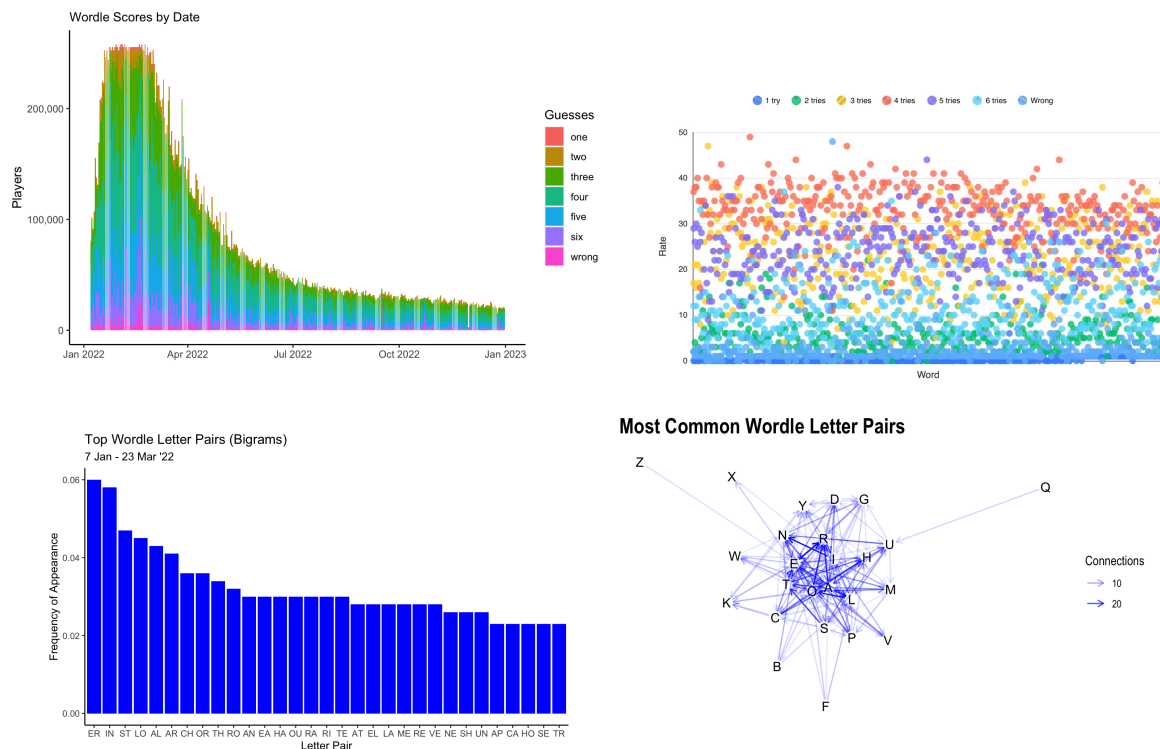 Wordle Scores by Date
Players
200,000
100,000
0
Jan 2022
Apr 2022
Jul 2022
Oct 2022
Jan 2023
Guesses
one
two
three
four
five
six
wrong
1 try
2 tries
3 tries
4 tries
5 tries
6 tries
Wrong
Rate
50
40
30
20
10
0
Word
Top Wordle Letter Pairs (Bigrams)
7 Jan - 23 Mar '22
Frequency of Appearance
0.06
0.04
0.02
0.00
ER IN ST LO AL AR CH OR TH RO AN EA HA OU RA RI TE AT EL LA ME RE VE NE SH UN AP CA HO SE TR
Letter Pair
Most Common Wordle Letter Pairs
Z
X
Q
Y
D
G
N
R
U
W
E
I
H
T
O
A
L
M
K
C
S
P
V
B
F
Connections
10
20